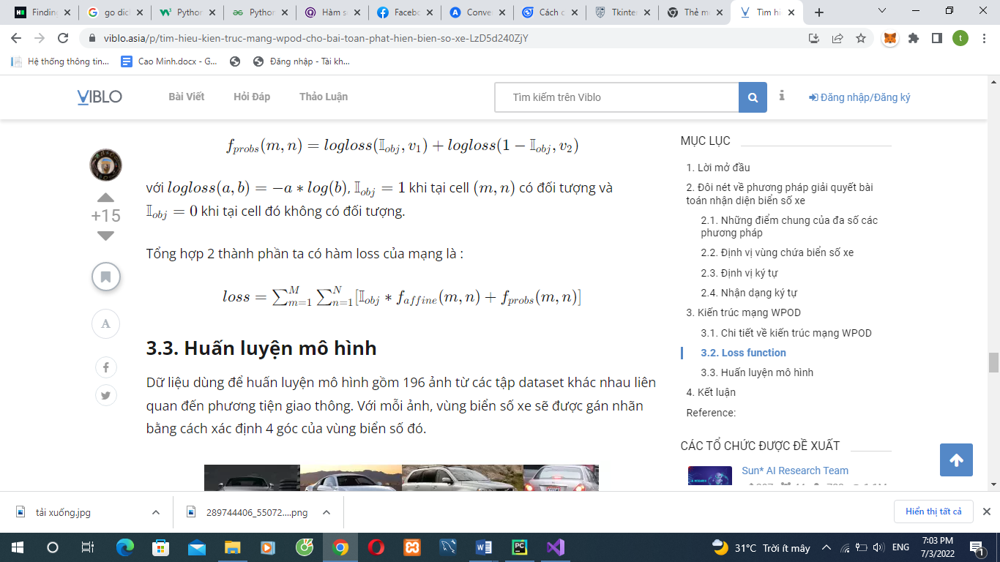 Finding
go dich
Python
Python
Hàm s
Facebo
Conve
Cách c
Tkinte
Thẻ m
Tìm hi
viblo.asia/p/tim-hieu-kien-truc-mang-wpod-cho-bai-toan-phat-hien-bien-so-xe-LzD5d240ZjY
t
Hệ thống thông tin...
Cao Minh.docx - G...
Đăng nhập - Tài kh...
VIBLO
Bài Viết
Hỏi Đáp
Thảo Luận
Tìm kiếm trên Viblo
Đăng nhập/Đăng ký
f_{probs}(m, n) = logloss(𝕀_{obj}, v_1) + logloss(1 − 𝕀_{obj}, v_2)
với logloss(a, b) = −a ∗ log(b), 𝕀_{obj} = 1 khi tại cell (m, n) có đối tượng và
𝕀_{obj} = 0 khi tại cell đó không có đối tượng.
+15
Tổng hợp 2 thành phần ta có hàm loss của mạng là :
loss = ∑_{m=1}^{M} ∑_{n=1}^{N} [𝕀_{obj} ∗ f_{affine}(m, n) + f_{probs}(m, n)]
A
3.3. Huấn luyện mô hình
Dữ liệu dùng để huấn luyện mô hình gồm 196 ảnh từ các tập dataset khác nhau liên
quan đến phương tiện giao thông. Với mỗi ảnh, vùng biển số xe sẽ được gán nhãn
bằng cách xác định 4 góc của vùng biển số đó.
MỤC LỤC
1. Lời mở đầu
2. Đôi nét về phương pháp giải quyết bài
toán nhận diện biển số xe
2.1. Những điểm chung của đa số các
phương pháp
2.2. Định vị vùng chứa biển số xe
2.3. Định vị ký tự
2.4. Nhận dạng ký tự
3. Kiến trúc mạng WPOD
3.1. Chi tiết về kiến trúc mạng WPOD
3.2. Loss function
3.3. Huấn luyện mô hình
4. Kết luận
Reference:
CÁC TỔ CHỨC ĐƯỢC ĐỀ XUẤT
Sun* AI Research Team
tải xuống.jpg
289744406_55072....png
Hiển thị tất cả
31°C Trời ít mây
ENG
7:03 PM
7/3/2022
1